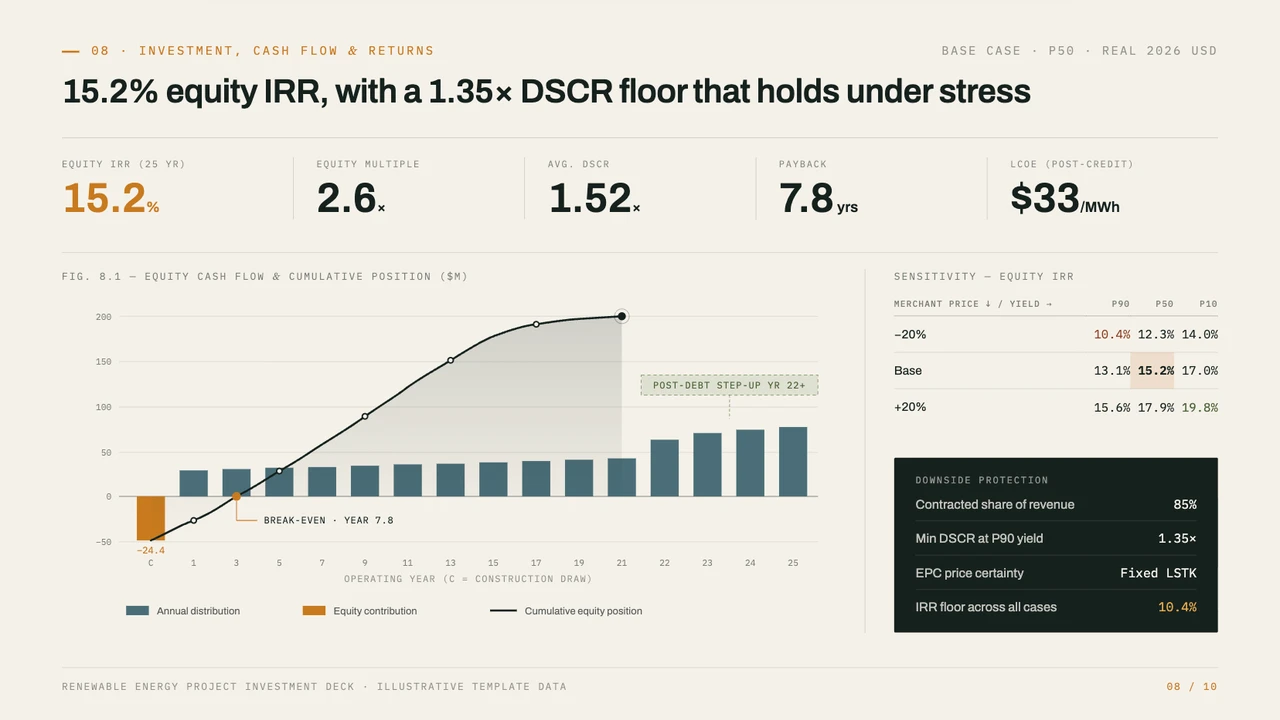 08 · INVESTMENT, CASH FLOW & RETURNS
BASE CASE · P50 · REAL 2026 USD
15.2% equity IRR, with a 1.35× DSCR floor that holds under stress
EQUITY IRR (25 YR)
15.2%
EQUITY MULTIPLE
2.6×
AVG. DSCR
1.52×
PAYBACK
7.8 yrs
LCOE (POST-CREDIT)
$33/MWh
FIG. 8.1 — EQUITY CASH FLOW & CUMULATIVE POSITION ($M)
200
150
100
50
0
−50
POST-DEBT STEP-UP YR 22+
BREAK-EVEN · YEAR 7.8
−24.4
C 1 3 5 7 9 11 13 15 17 19 21 23 24 25
OPERATING YEAR (C = CONSTRUCTION DRAW)
Annual distribution
Equity contribution
Cumulative equity position
SENSITIVITY — EQUITY IRR
MERCHANT PRICE ↓ / YIELD → P90 P50 P10
−20% 10.4% 12.3% 14.0%
Base 13.1% 15.2% 17.0%
+20% 15.6% 17.9% 19.8%
DOWNSIDE PROTECTION
Contracted share of revenue 85%
Min DSCR at P90 yield 1.35×
EPC price certainty Fixed LSTK
IRR floor across all cases 10.4%
RENEWABLE ENERGY PROJECT INVESTMENT DECK · ILLUSTRATIVE TEMPLATE DATA
08 / 10